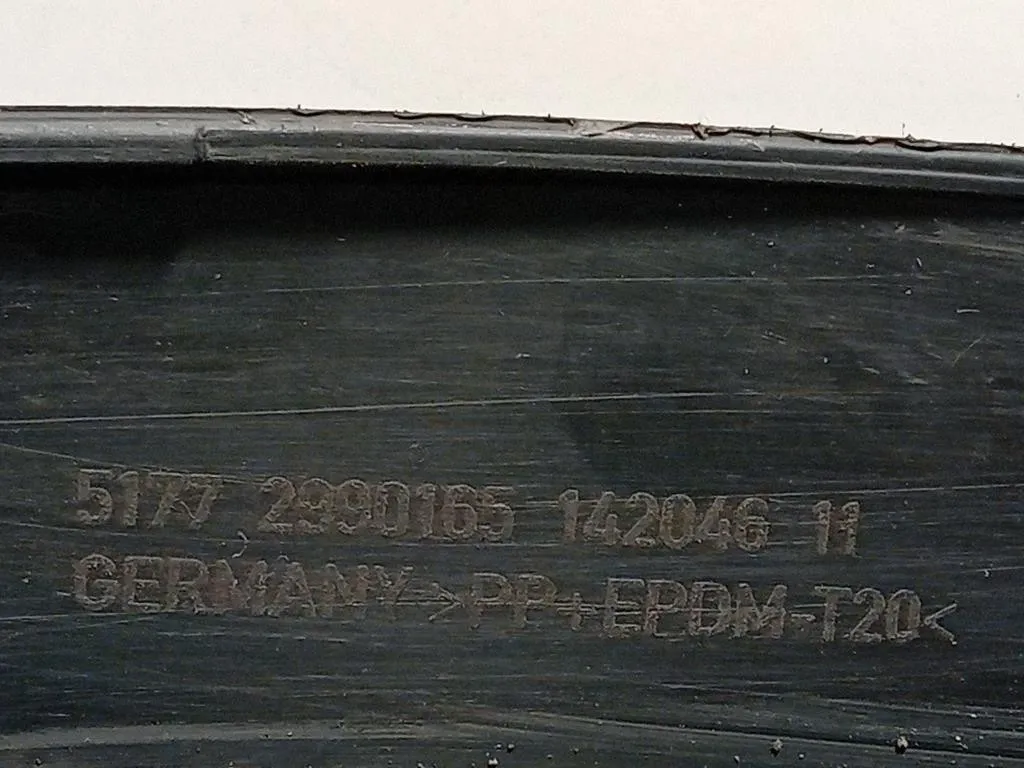 5177 2990165 142046 11
GERMANY >PP+EPDM-T20<